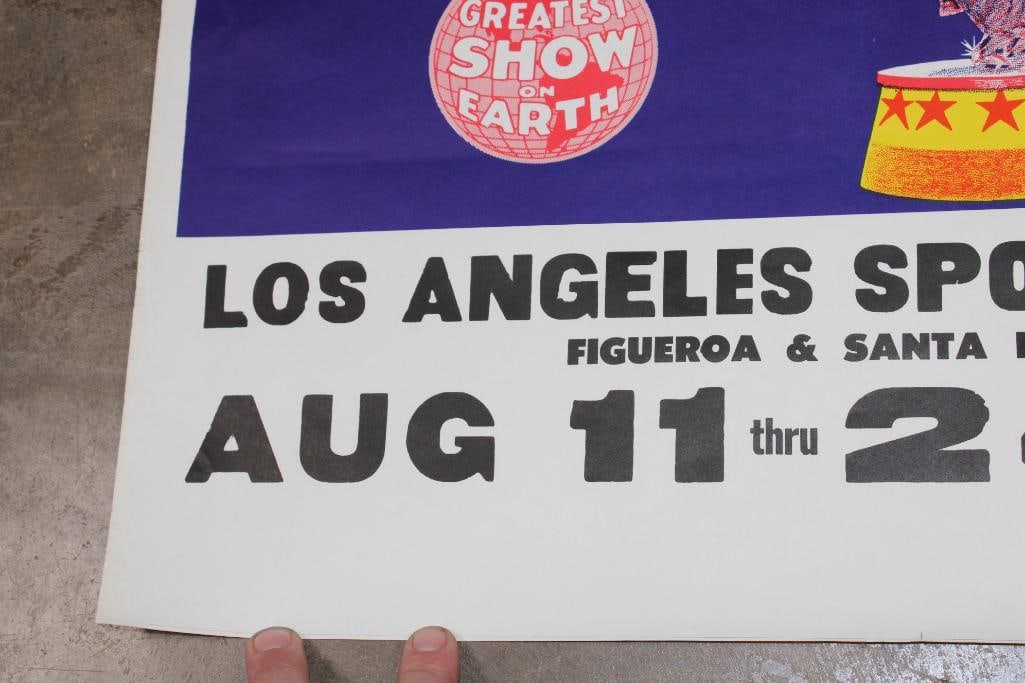 GREATEST
SHOW
ON
EARTH
LOS ANGELES SPO
FIGUEROA & SANTA
AUG 11 thru 2